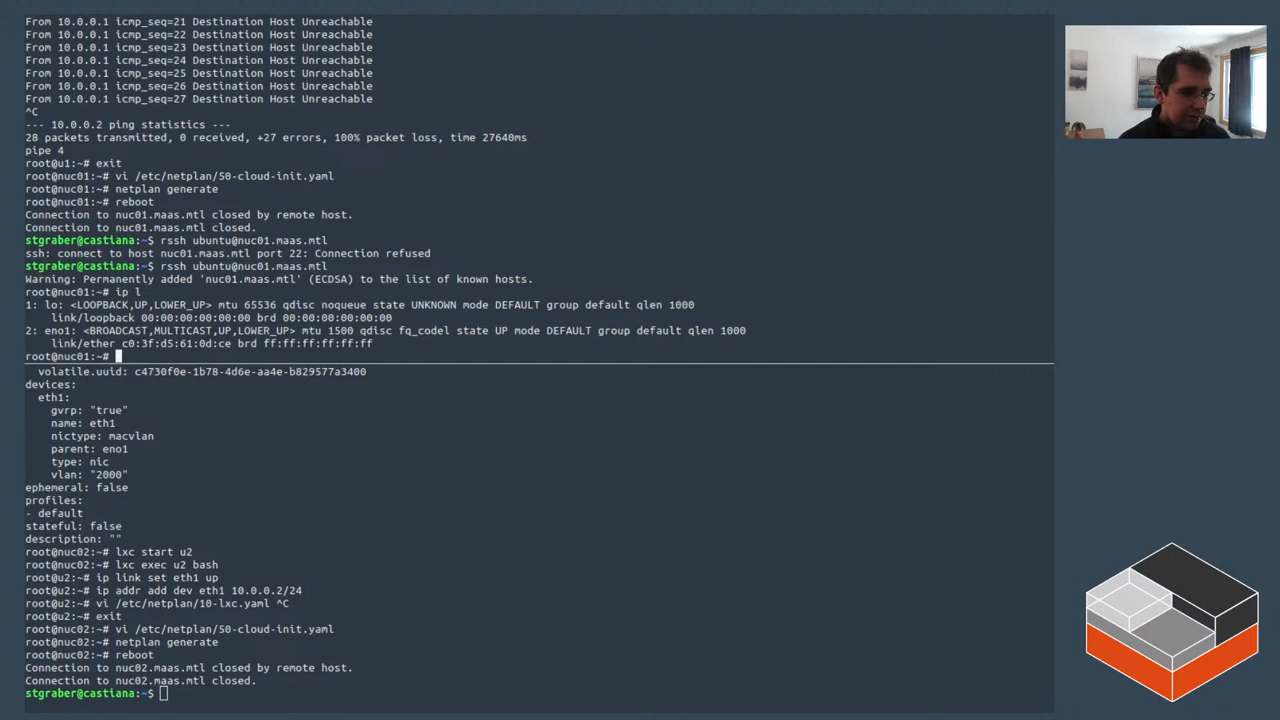 From 10.0.0.1 icmp_seq=21 Destination Host Unreachable
From 10.0.0.1 icmp_seq=22 Destination Host Unreachable
From 10.0.0.1 icmp_seq=23 Destination Host Unreachable
From 10.0.0.1 icmp_seq=24 Destination Host Unreachable
From 10.0.0.1 icmp_seq=25 Destination Host Unreachable
From 10.0.0.1 icmp_seq=26 Destination Host Unreachable
From 10.0.0.1 icmp_seq=27 Destination Host Unreachable
^C
--- 10.0.0.2 ping statistics ---
28 packets transmitted, 0 received, +27 errors, 100% packet loss, time 27640ms
pipe 4
root@u1:~# exit
root@nuc01:~# vi /etc/netplan/50-cloud-init.yaml
root@nuc01:~# netplan generate
root@nuc01:~# reboot
Connection to nuc01.maas.mtl closed by remote host.
Connection to nuc01.maas.mtl closed.
stgraber@castiana:~$ rssh ubuntu@nuc01.maas.mtl
ssh: connect to host nuc01.maas.mtl port 22: Connection refused
stgraber@castiana:~$ rssh ubuntu@nuc01.maas.mtl
Warning: Permanently added 'nuc01.maas.mtl' (ECDSA) to the list of known hosts.
root@nuc01:~# ip l
1: lo: <LOOPBACK,UP,LOWER_UP> mtu 65536 qdisc noqueue state UNKNOWN mode DEFAULT group default qlen 1000
link/loopback 00:00:00:00:00:00 brd 00:00:00:00:00:00
2: eno1: <BROADCAST,MULTICAST,UP,LOWER_UP> mtu 1500 qdisc fq_codel state UP mode DEFAULT group default qlen 1000
link/ether c0:3f:d5:61:0d:ce brd ff:ff:ff:ff:ff:ff
root@nuc01:~#
volatile.uuid: c4730f0e-1b78-4d6e-aa4e-b829577a3400
devices:
eth1:
gvrp: "true"
name: eth1
nictype: macvlan
parent: eno1
type: nic
vlan: "2000"
ephemeral: false
profiles:
- default
stateful: false
description: ""
root@nuc02:~# lxc start u2
root@nuc02:~# lxc exec u2 bash
root@u2:~# ip link set eth1 up
root@u2:~# ip addr add dev eth1 10.0.0.2/24
root@u2:~# vi /etc/netplan/10-lxc.yaml ^C
root@u2:~# exit
root@nuc02:~# vi /etc/netplan/50-cloud-init.yaml
root@nuc02:~# netplan generate
root@nuc02:~# reboot
Connection to nuc02.maas.mtl closed by remote host.
Connection to nuc02.maas.mtl closed.
stgraber@castiana:~$